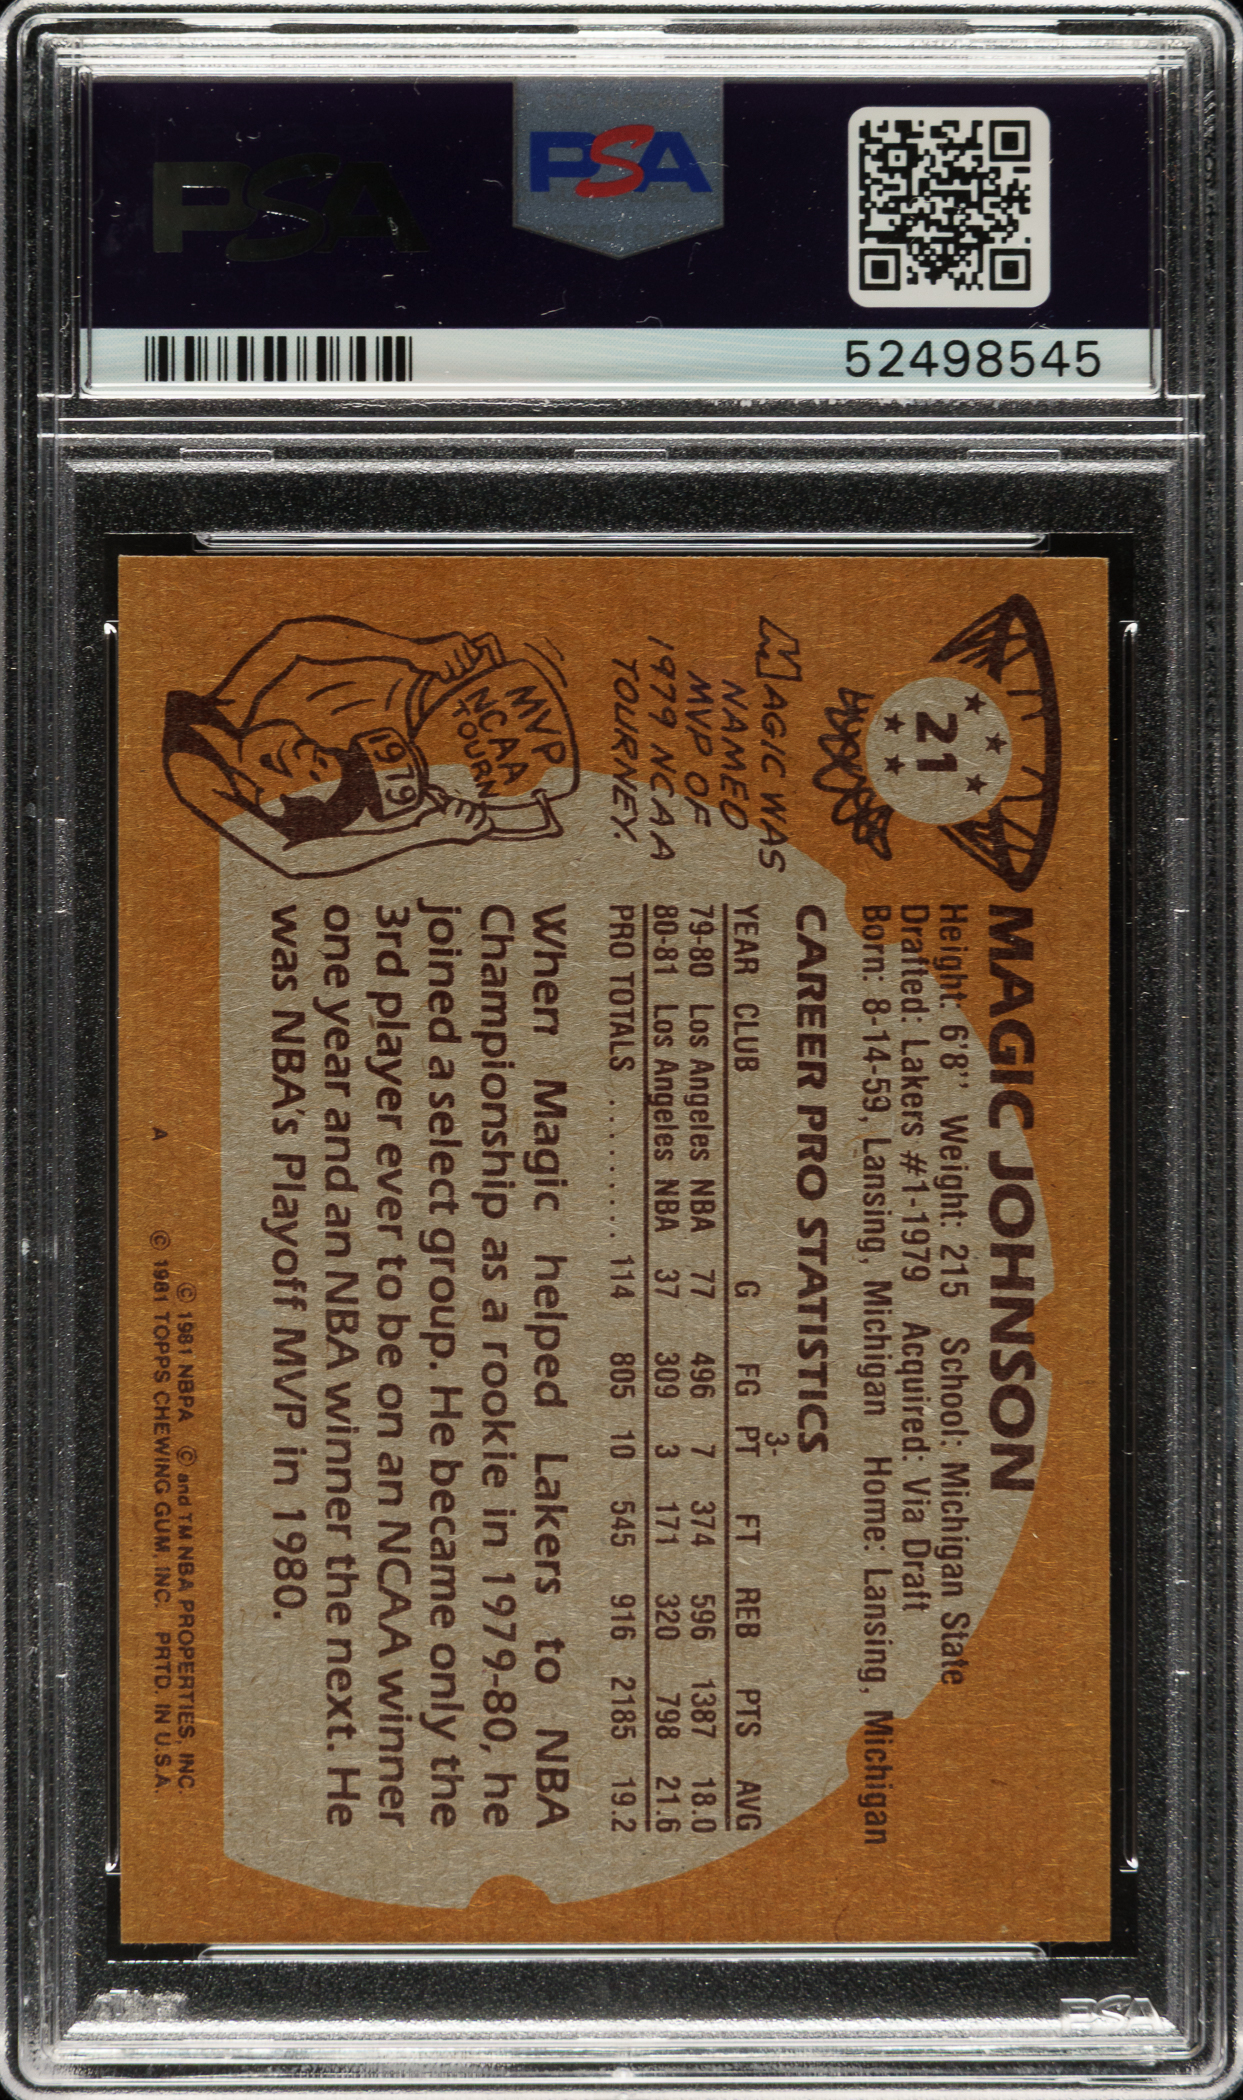 PSA
PSA
52498545
21
MAGIC JOHNSON
Height: 6'8'' Weight: 215 School: Michigan State
Drafted: Lakers #1-1979 Acquired: Via Draft
Born: 8-14-59, Lansing, Michigan Home: Lansing, Michigan
CAREER PRO STATISTICS
3-
YEAR CLUB G FG PT FT REB PTS AVG
79-80 Los Angeles NBA 77 496 7 374 596 1387 18.0
80-81 Los Angeles NBA 37 309 3 171 320 798 21.6
PRO TOTALS ......... 114 805 10 545 916 2185 19.2
MAGIC WAS
NAMED
MVP OF
1979 NCAA
TOURNEY.
MVP
NCAA
TOURN
1979
When Magic helped Lakers to NBA
Championship as a rookie in 1979-80, he
joined a select group. He became only the
3rd player ever to be on an NCAA winner
one year and an NBA winner the next. He
was NBA's Playoff MVP in 1980.
© 1981 NBPA © and TM NBA PROPERTIES, INC.
A © 1981 TOPPS CHEWING GUM, INC. PRTD. IN U.S.A.
PSA